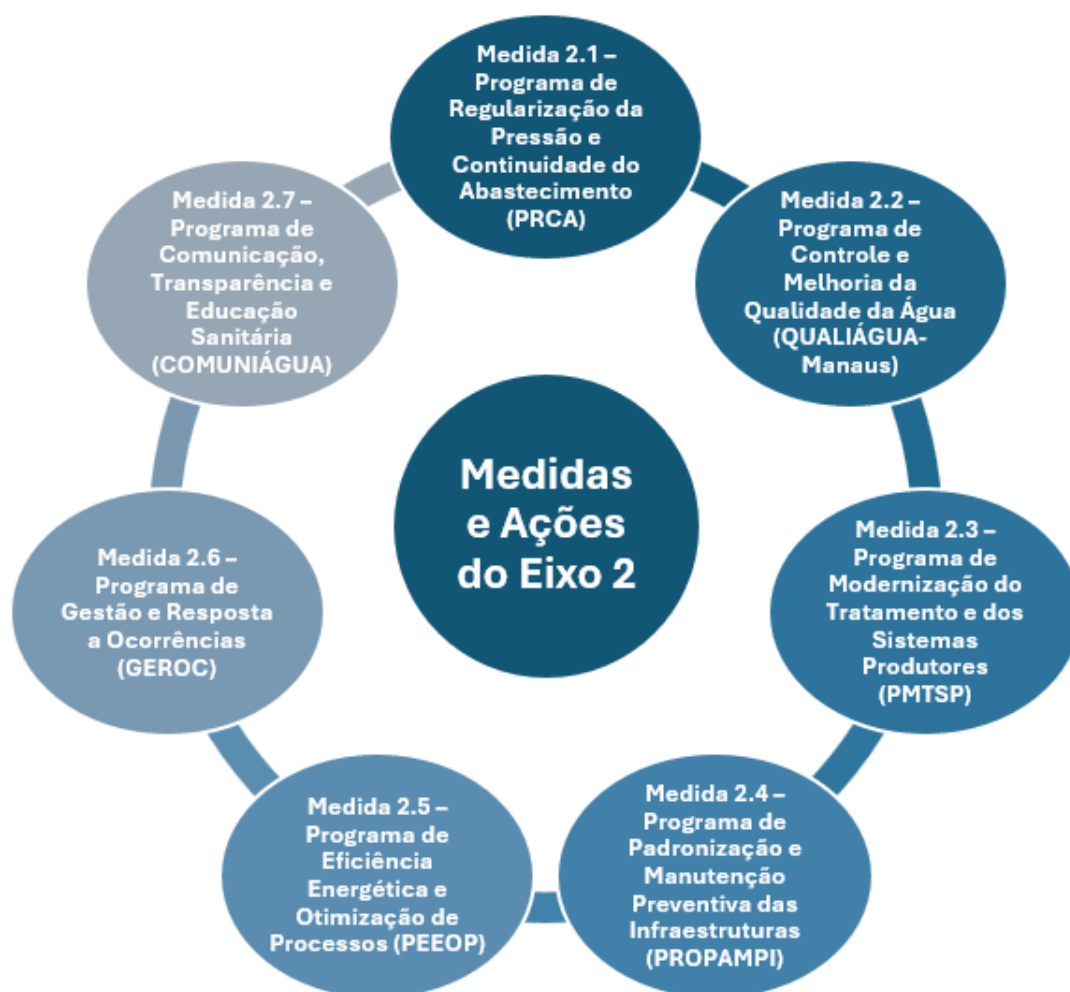 Medida 2.1 –
Programa de
Regularização da
Pressão e
Continuidade do
Abastecimento
(PRCA)
Medida 2.2 –
Programa de
Controle e
Melhoria da
Qualidade da Água
(QUALIÁGUA-
Manaus)
Medida 2.3 –
Programa de
Modernização do
Tratamento e dos
Sistemas
Produtores
(PMTSP)
Medida 2.4 –
Programa de
Padronização e
Manutenção
Preventiva das
Infraestruturas
(PROPAMPI)
Medida 2.5 –
Programa de
Eficiência
Energética e
Otimização de
Processos (PEEOP)
Medida 2.6 –
Programa de
Gestão e Resposta
a Ocorrências
(GEROC)
Medida 2.7 –
Programa de
Comunicação,
Transparência e
Educação
Sanitária
(COMUNIÁGUA)
Medidas
e Ações
do Eixo 2